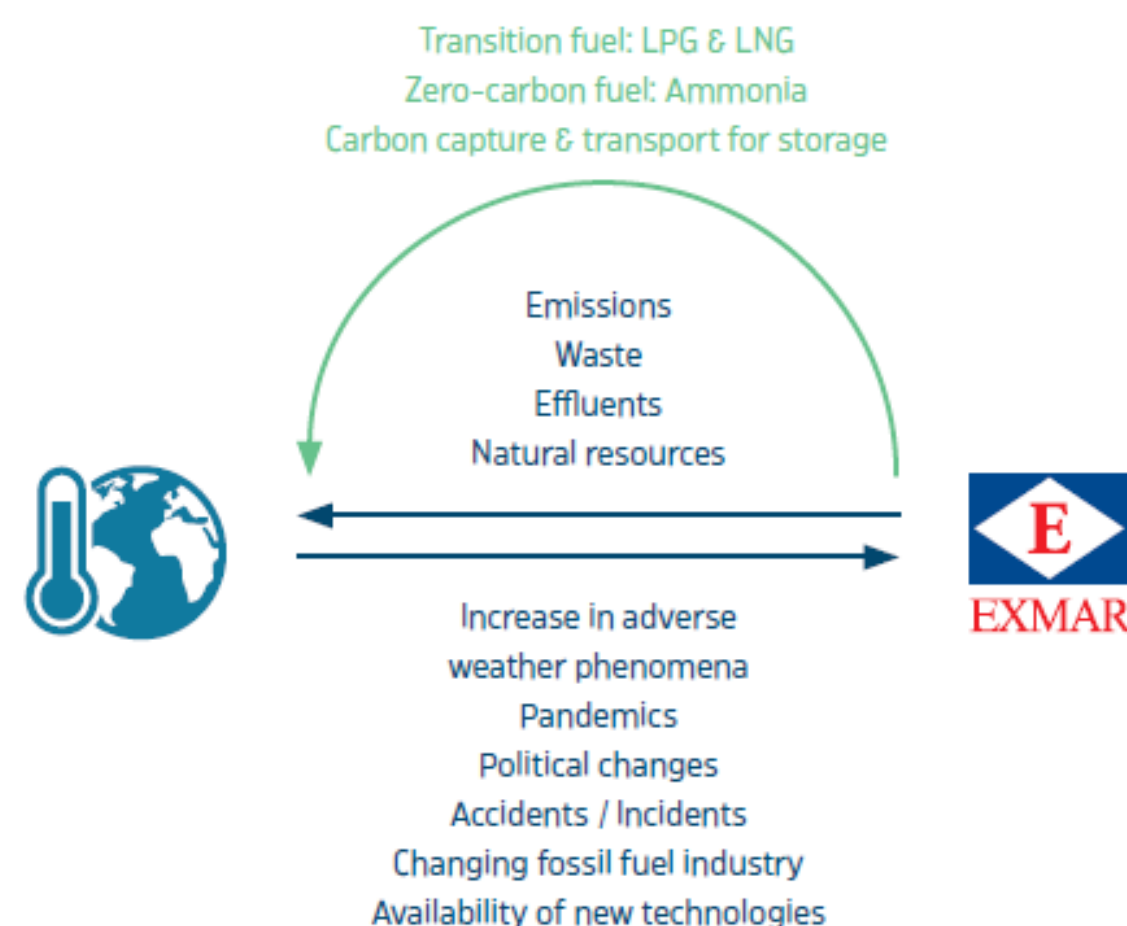 Transition fuel: LPG & LNG
Zero-carbon fuel: Ammonia
Carbon capture & transport for storage
Emissions
Waste
Effluents
Natural resources
E
EXMAR
Increase in adverse
weather phenomena
Pandemics
Political changes
Accidents / Incidents
Changing fossil fuel industry
Availability of new technologies